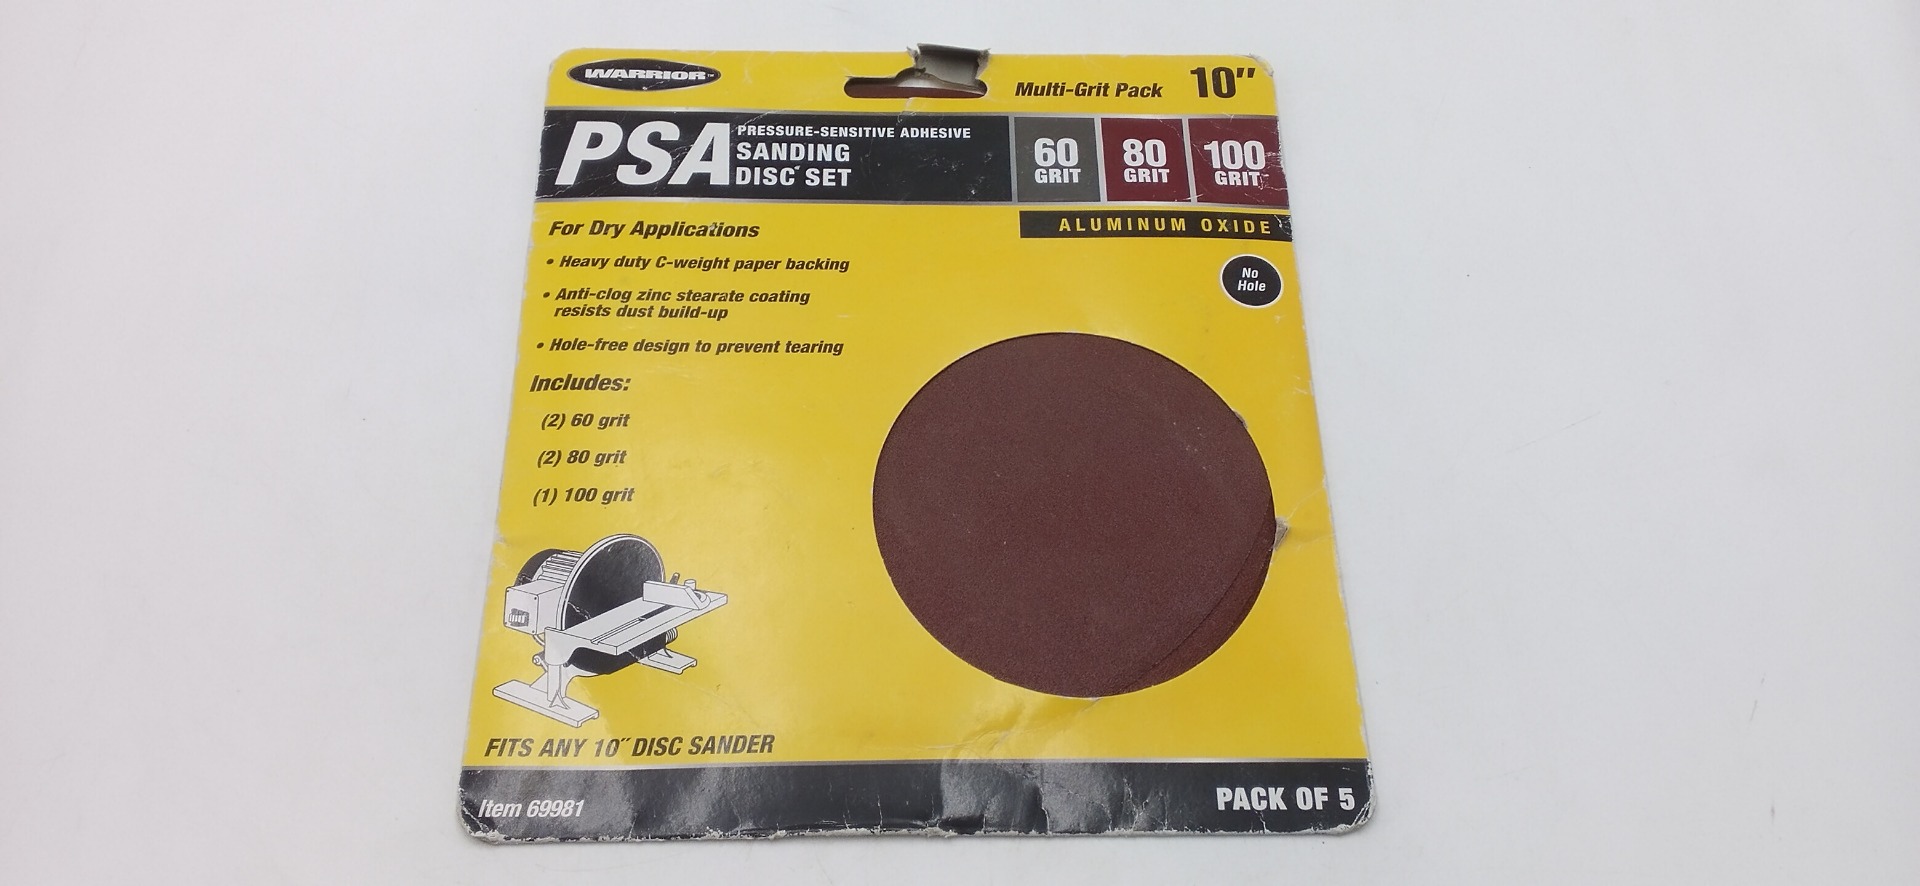 WARRIOR™
Multi-Grit Pack 10"
PSA
PRESSURE-SENSITIVE ADHESIVE
SANDING
DISC SET
60
GRIT
80
GRIT
100
GRIT
ALUMINUM OXIDE
For Dry Applications
• Heavy duty C-weight paper backing
• Anti-clog zinc stearate coating
resists dust build-up
• Hole-free design to prevent tearing
No
Hole
Includes:
(2) 60 grit
(2) 80 grit
(1) 100 grit
FITS ANY 10" DISC SANDER
Item 69981
PACK OF 5